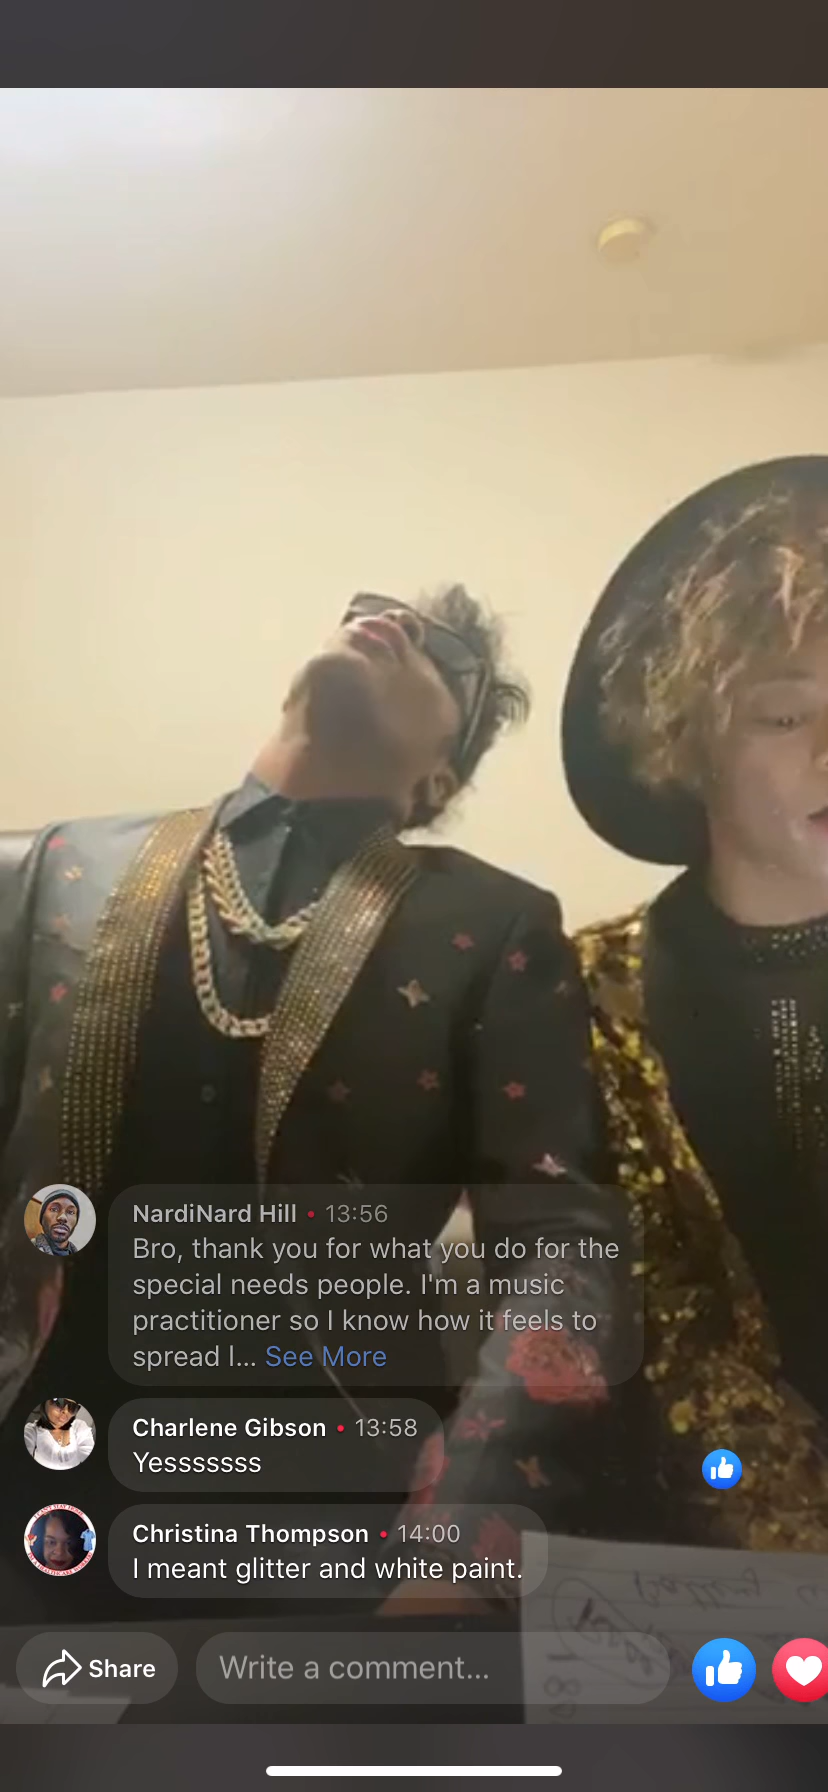 NardiNard Hill • 13:56
Bro, thank you for what you do for the
special needs people. I'm a music
practitioner so I know how it feels to
spread l... See More
Charlene Gibson • 13:58
Yesssssss
Christina Thompson • 14:00
I meant glitter and white paint.
Share
Write a comment...